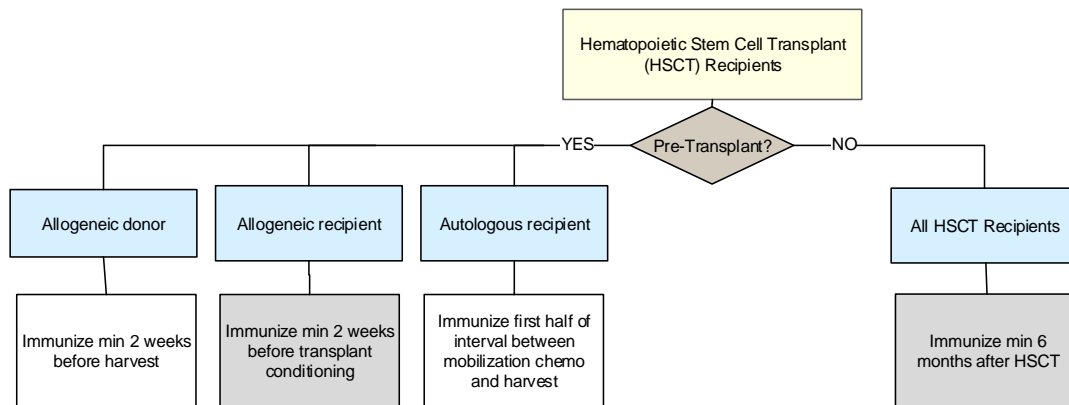 Hematopoietic Stem Cell Transplant
(HSCT) Recipients
YES
Pre-Transplant?
NO
Allogeneic donor
Allogeneic recipient
Autologous recipient
All HSCT Recipients
Immunize min 2 weeks
before harvest
Immunize min 2 weeks
before transplant
conditioning
Immunize first half of
interval between
mobilization chemo
and harvest
Immunize min 6
months after HSCT